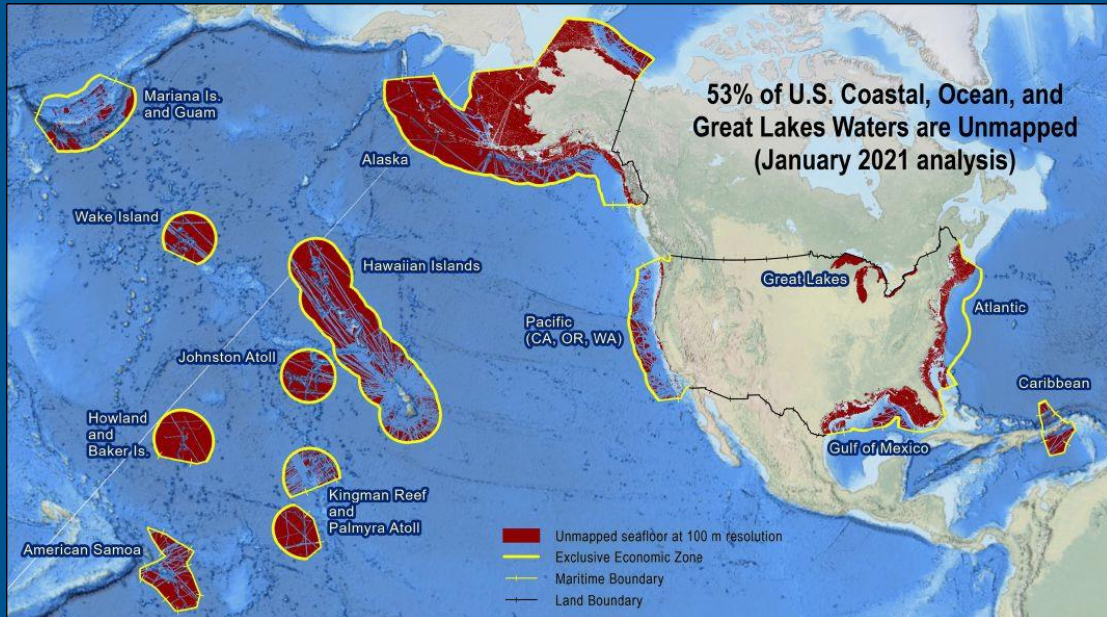 53% of U.S. Coastal, Ocean, and
Great Lakes Waters are Unmapped
(January 2021 analysis)
Mariana Is.
and Guam
Alaska
Wake Island
Hawaiian Islands
Great Lakes
Pacific
(CA, OR, WA)
Atlantic
Johnston Atoll
Caribbean
Howland
and
Baker Is.
Gulf of Mexico
Kingman Reef
and
Palmyra Atoll
American Samoa
Unmapped seafloor at 100 m resolution
Exclusive Economic Zone
Maritime Boundary
Land Boundary